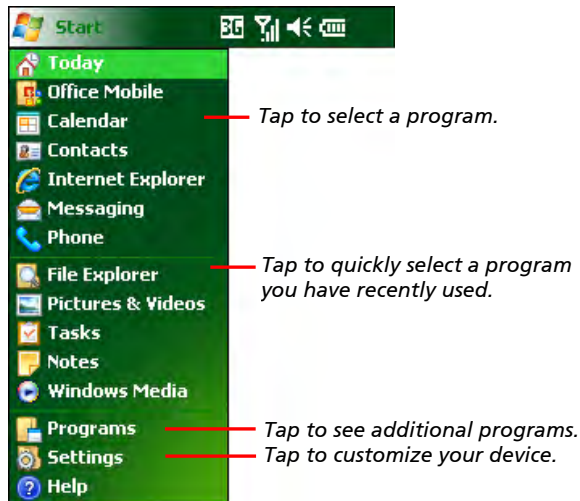 Start 3G
Today
Office Mobile
Calendar
Tap to select a program.
Contacts
Internet Explorer
Messaging
Phone
File Explorer
Tap to quickly select a program
you have recently used.
Pictures & Videos
Tasks
Notes
Windows Media
Programs
Tap to see additional programs.
Settings
Tap to customize your device.
Help